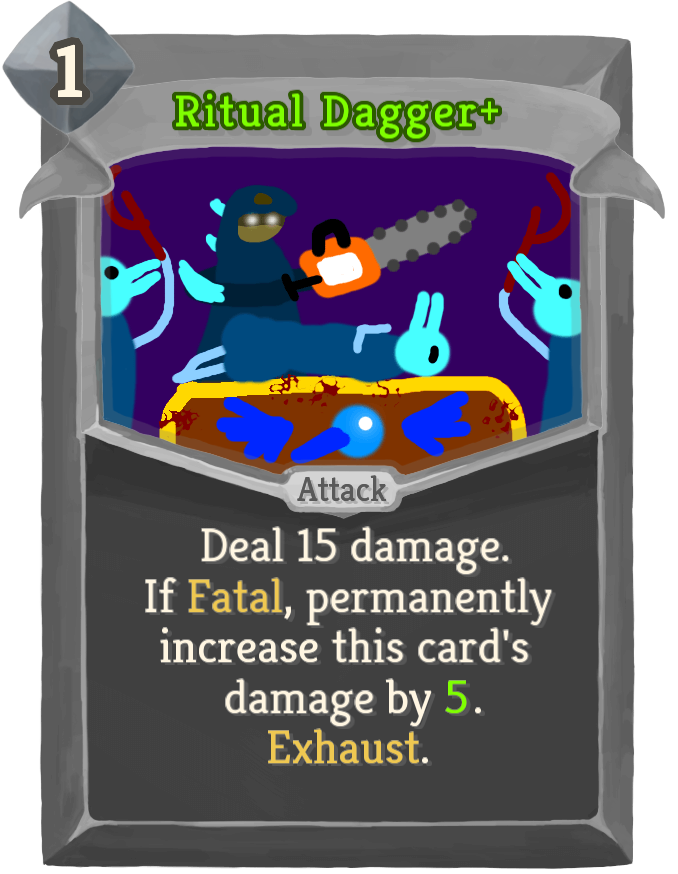 1
Ritual Dagger+
Attack
Deal 15 damage.
If Fatal, permanently
increase this card's
damage by 5.
Exhaust.